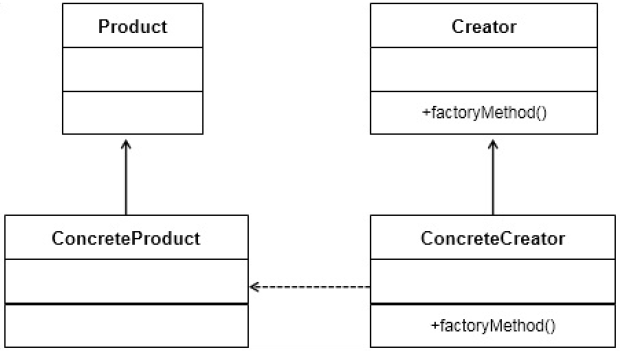 Product
Creator
+factoryMethod()
ConcreteProduct
ConcreteCreator
+factoryMethod()